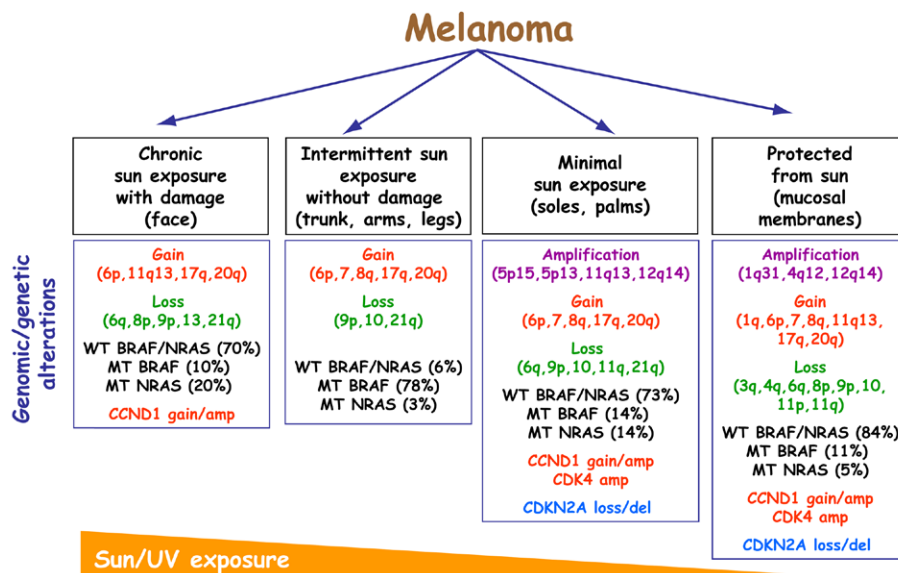 Melanoma
Chronic
sun exposure
with damage
(face)
Intermittent sun
exposure
without damage
(trunk, arms, legs)
Minimal
sun exposure
(soles, palms)
Protected
from sun
(mucosal
membranes)
Genomic/genetic
alterations
Gain
(6p,11q13,17q,20q)
Loss
(6q,8p,9p,13,21q)
WT BRAF/NRAS (70%)
MT BRAF (10%)
MT NRAS (20%)
CCND1 gain/amp
Gain
(6p,7,8q,17q,20q)
Loss
(9p,10,21q)
WT BRAF/NRAS (6%)
MT BRAF (78%)
MT NRAS (3%)
Amplification
(5p15,5p13,11q13,12q14)
Gain
(6p,7,8q,17q,20q)
Loss
(6q,9p,10,11q,21q)
WT BRAF/NRAS (73%)
MT BRAF (14%)
MT NRAS (14%)
CCND1 gain/amp
CDK4 amp
CDKN2A loss/del
Amplification
(1q31,4q12,12q14)
Gain
(1q,6p,7,8q,11q13,
17q,20q)
Loss
(3q,4q,6q,8p,9p,10,
11p,11q)
WT BRAF/NRAS (84%)
MT BRAF (11%)
MT NRAS (5%)
CCND1 gain/amp
CDK4 amp
CDKN2A loss/del
Sun/UV exposure